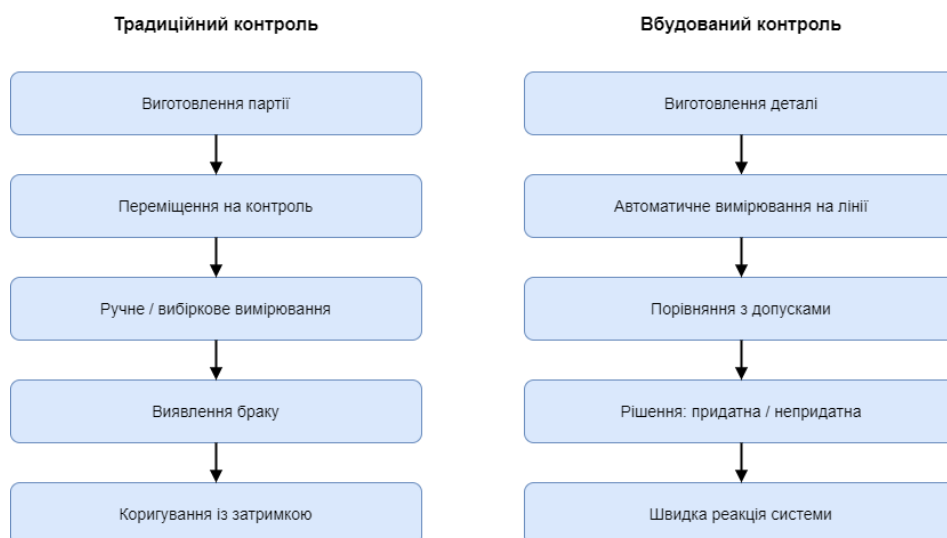 Традиційний контроль
Виготовлення партії
Переміщення на контроль
Ручне / вибіркове вимірювання
Виявлення браку
Коригування із затримкою
Вбудований контроль
Виготовлення деталі
Автоматичне вимірювання на лінії
Порівняння з допусками
Рішення: придатна / непридатна
Швидка реакція системи